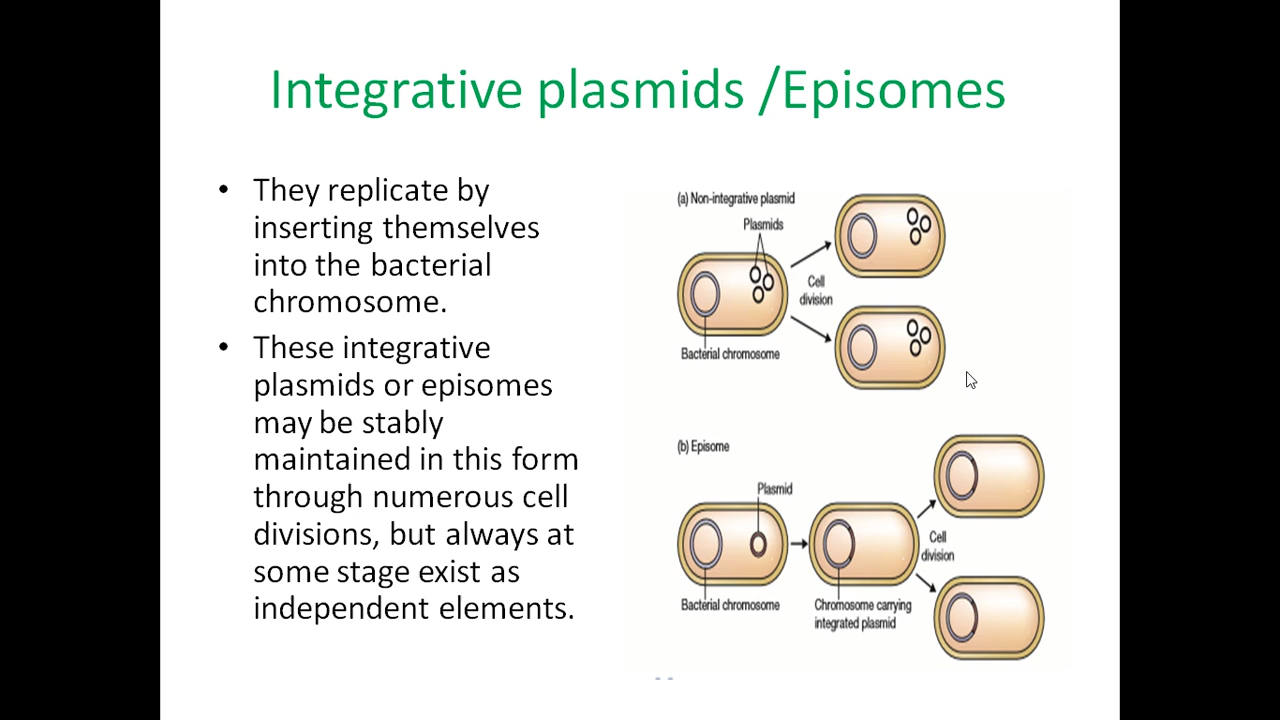 Integrative plasmids /Episomes
• They replicate by
inserting themselves
into the bacterial
chromosome.
• These integrative
plasmids or episomes
may be stably
maintained in this form
through numerous cell
divisions, but always at
some stage exist as
independent elements.
(a) Non-integrative plasmid
Plasmids
Cell
division
Bacterial chromosome
(b) Episome
Plasmid
Cell
division
Bacterial chromosome
Chromosome carrying
integrated plasmid